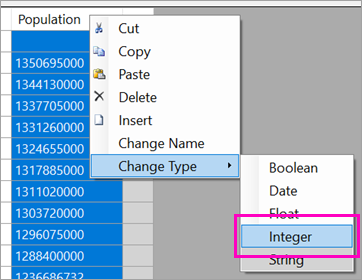 Population
1350695000
1344130000
1337705000
1331260000
1324655000
1317885000
1311020000
1303720000
1296075000
1288400000
1236686732
Cut
Copy
Paste
Delete
Insert
Change Name
Change Type
Boolean
Date
Float
Integer
String